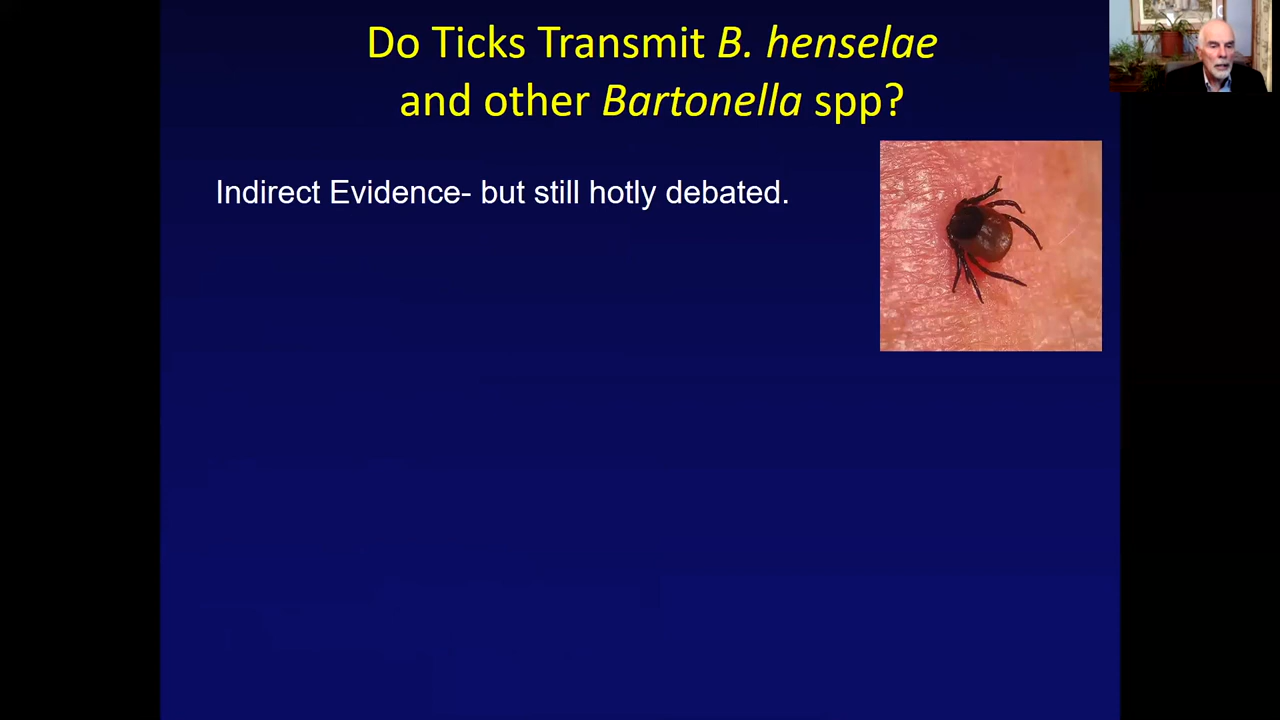 Do Ticks Transmit B. henselae
and other Bartonella spp?
Indirect Evidence- but still hotly debated.